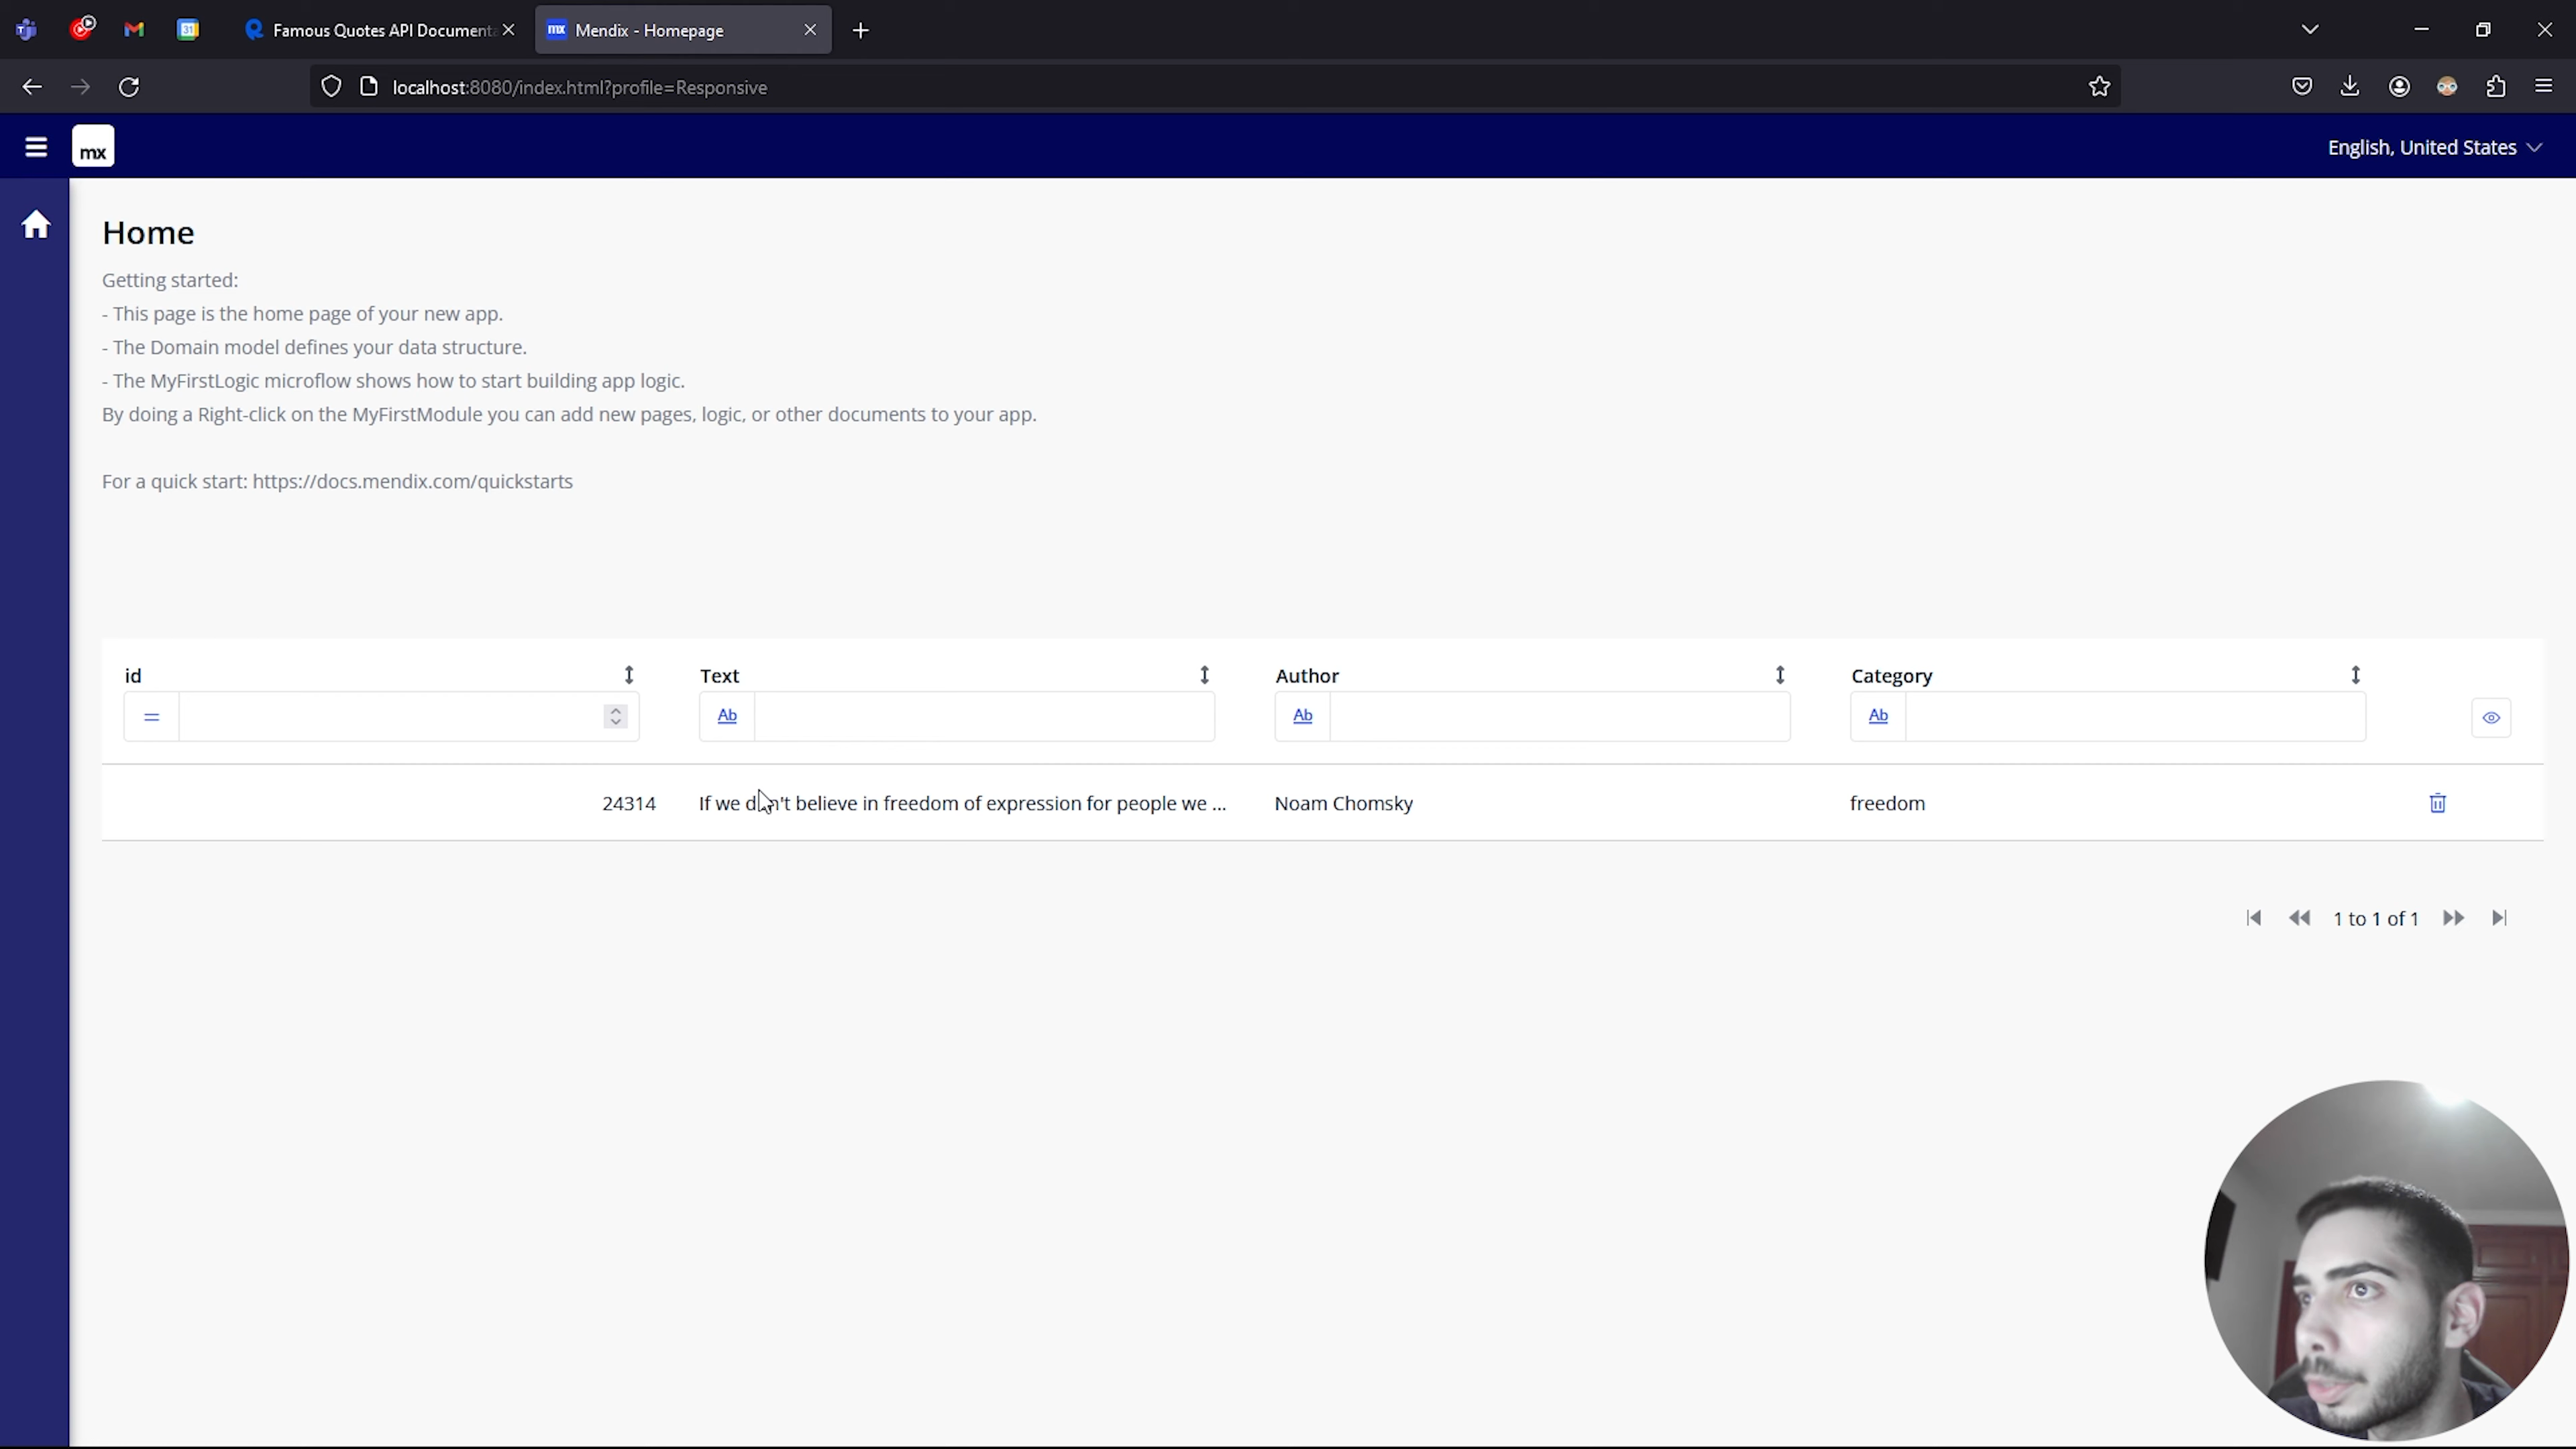 Famous Quotes API Documenta
Mendix - Homepage
localhost:8080/index.html?profile=Responsive
mx
English, United States
Home
Getting started:
- This page is the home page of your new app.
- The Domain model defines your data structure.
- The MyFirstLogic microflow shows how to start building app logic.
By doing a Right-click on the MyFirstModule you can add new pages, logic, or other documents to your app.
For a quick start: https://docs.mendix.com/quickstarts
id Text Author Category
= Ab Ab Ab
24314 If we don't believe in freedom of expression for people we ... Noam Chomsky freedom
1 to 1 of 1